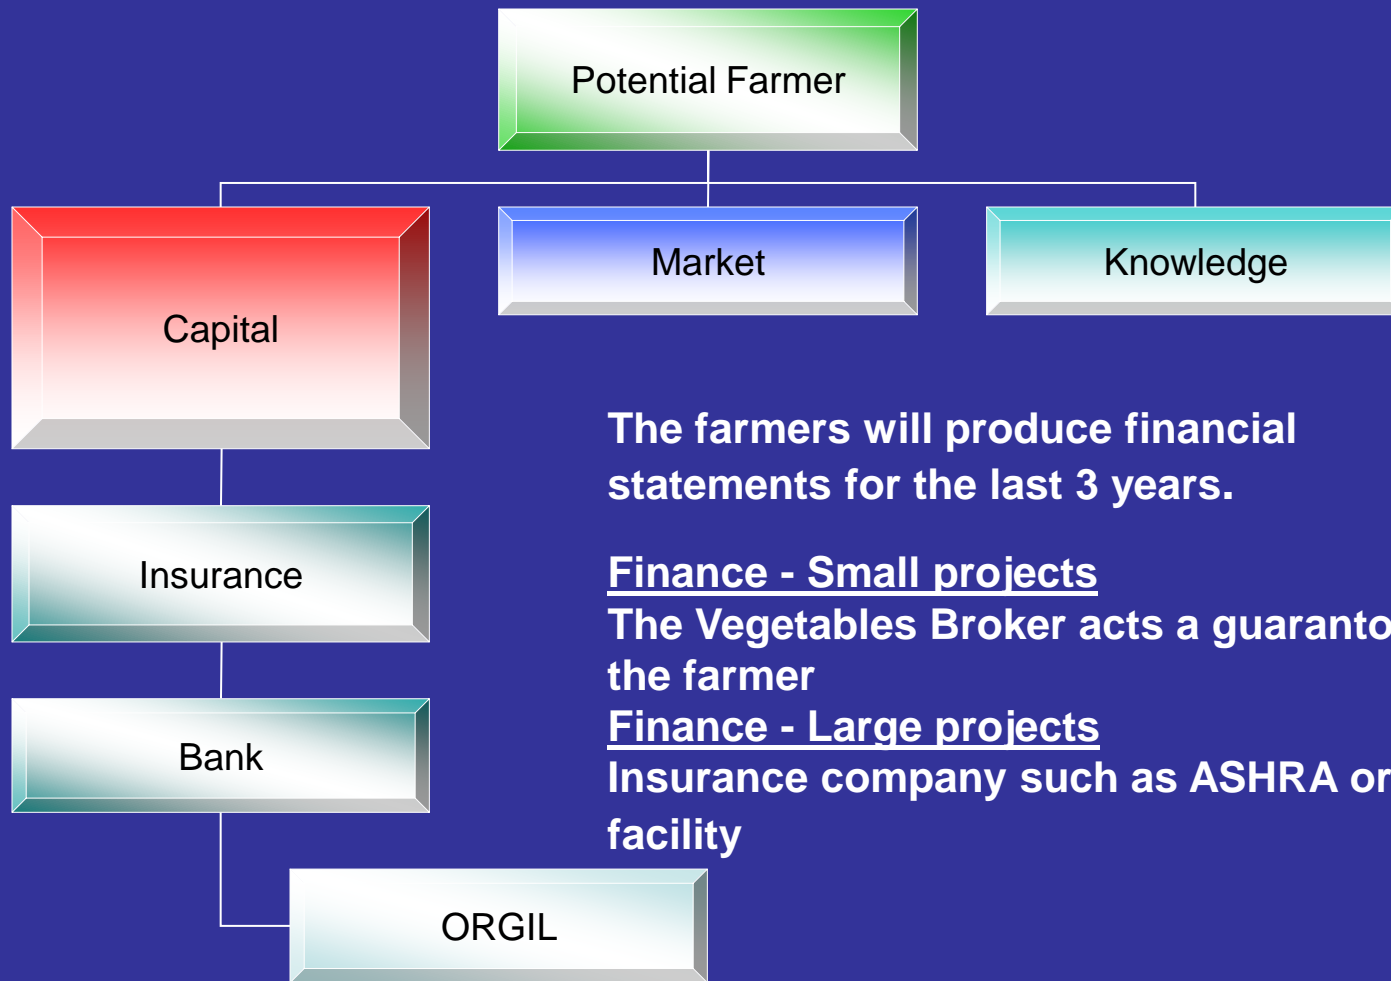 Potential Farmer
Capital
Market
Knowledge
Insurance
Bank
ORGIL
The farmers will produce financial
statements for the last 3 years.
Finance - Small projects
The Vegetables Broker acts a guaranto
the farmer
Finance - Large projects
Insurance company such as ASHRA or
facility